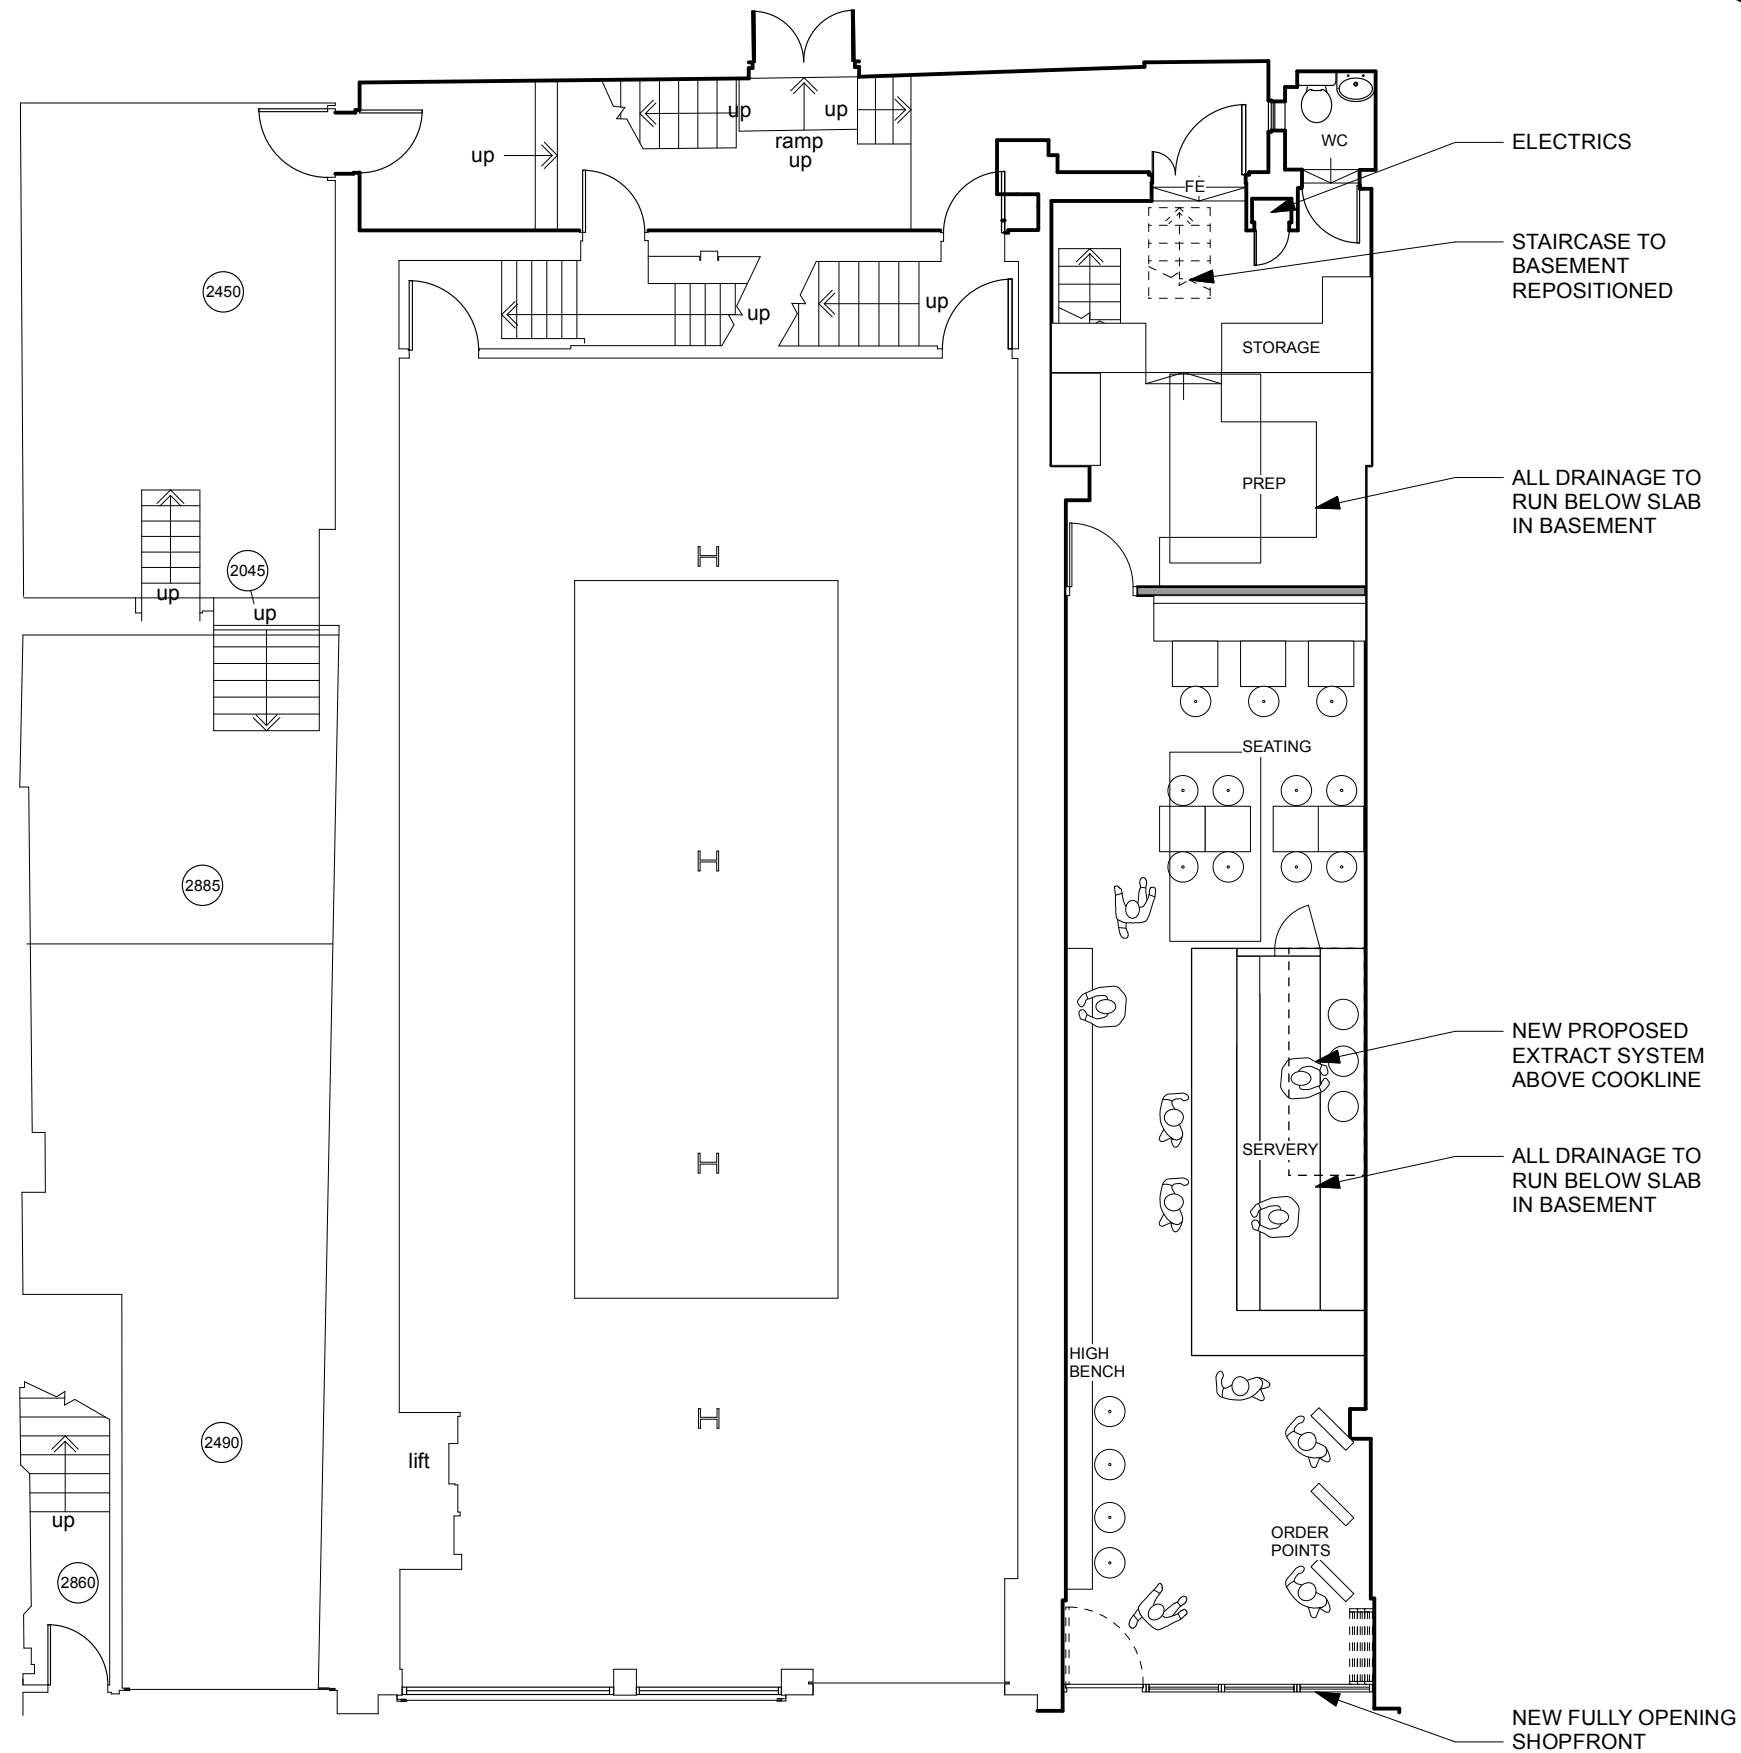 up
up
ramp
up
up
WC
ELECTRICS
FE
STAIRCASE TO
BASEMENT
REPOSITIONED
2450
up
up
STORAGE
ALL DRAINAGE TO
RUN BELOW SLAB
IN BASEMENT
PREP
2045
up
up
SEATING
2885
NEW PROPOSED
EXTRACT SYSTEM
ABOVE COOKLINE
SERVERY
ALL DRAINAGE TO
RUN BELOW SLAB
IN BASEMENT
HIGH
BENCH
2490
lift
up
ORDER
POINTS
2860
NEW FULLY OPENING
SHOPFRONT